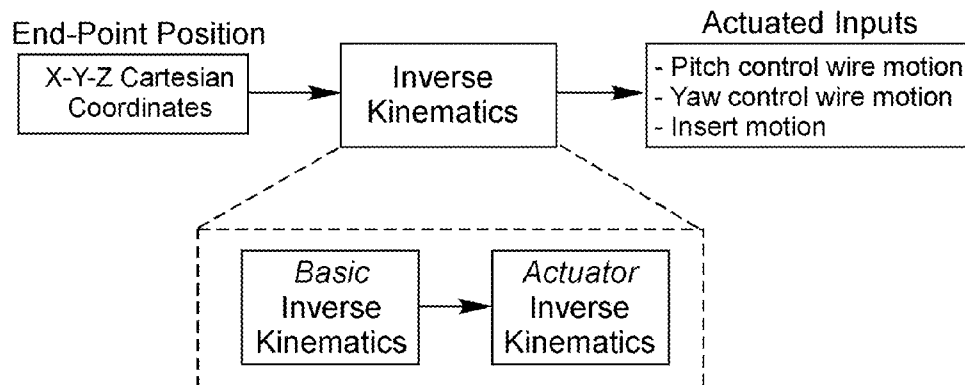 End-Point Position
X-Y-Z Cartesian
Coordinates
Inverse
Kinematics
Actuated Inputs
- Pitch control wire motion
- Yaw control wire motion
- Insert motion
Basic
Inverse
Kinematics
Actuator
Inverse
Kinematics